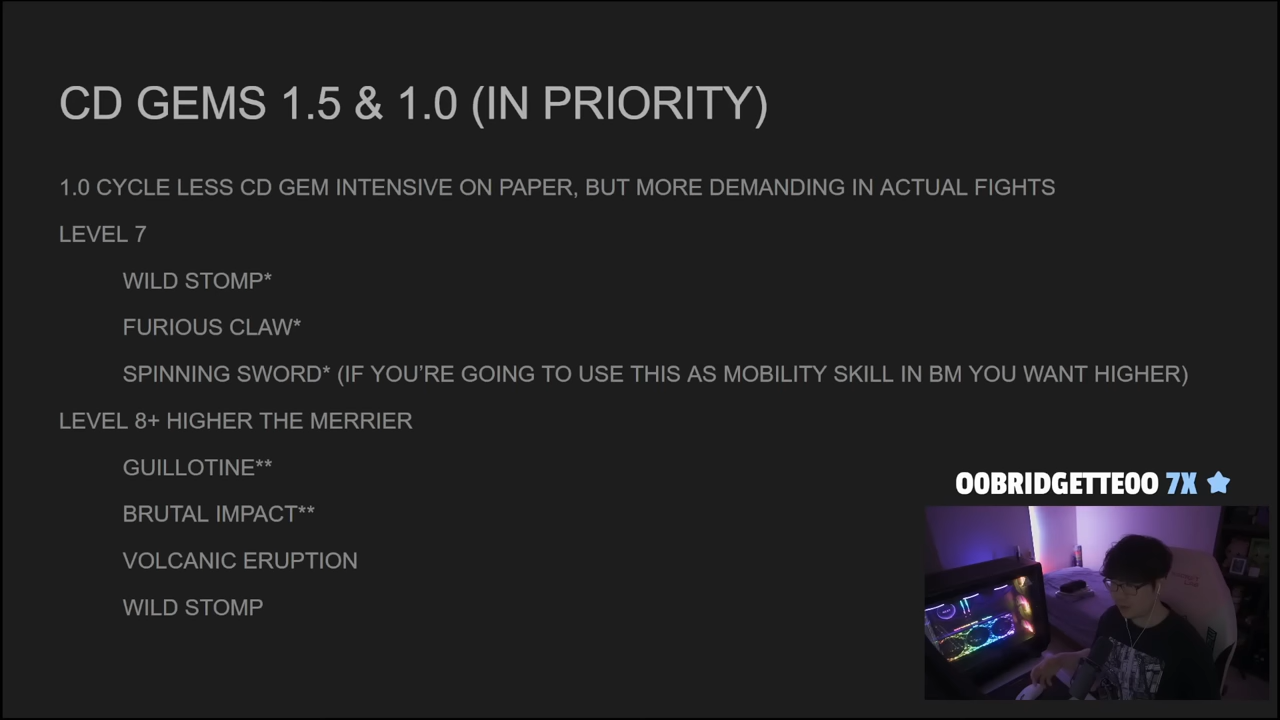 CD GEMS 1.5 & 1.0 (IN PRIORITY)
1.0 CYCLE LESS CD GEM INTENSIVE ON PAPER, BUT MORE DEMANDING IN ACTUAL FIGHTS
LEVEL 7
WILD STOMP*
FURIOUS CLAW*
SPINNING SWORD* (IF YOU’RE GOING TO USE THIS AS MOBILITY SKILL IN BM YOU WANT HIGHER)
LEVEL 8+ HIGHER THE MERRIER
GUILLOTINE**
BRUTAL IMPACT**
VOLCANIC ERUPTION
WILD STOMP
OOBRIDGETTEOO 7X